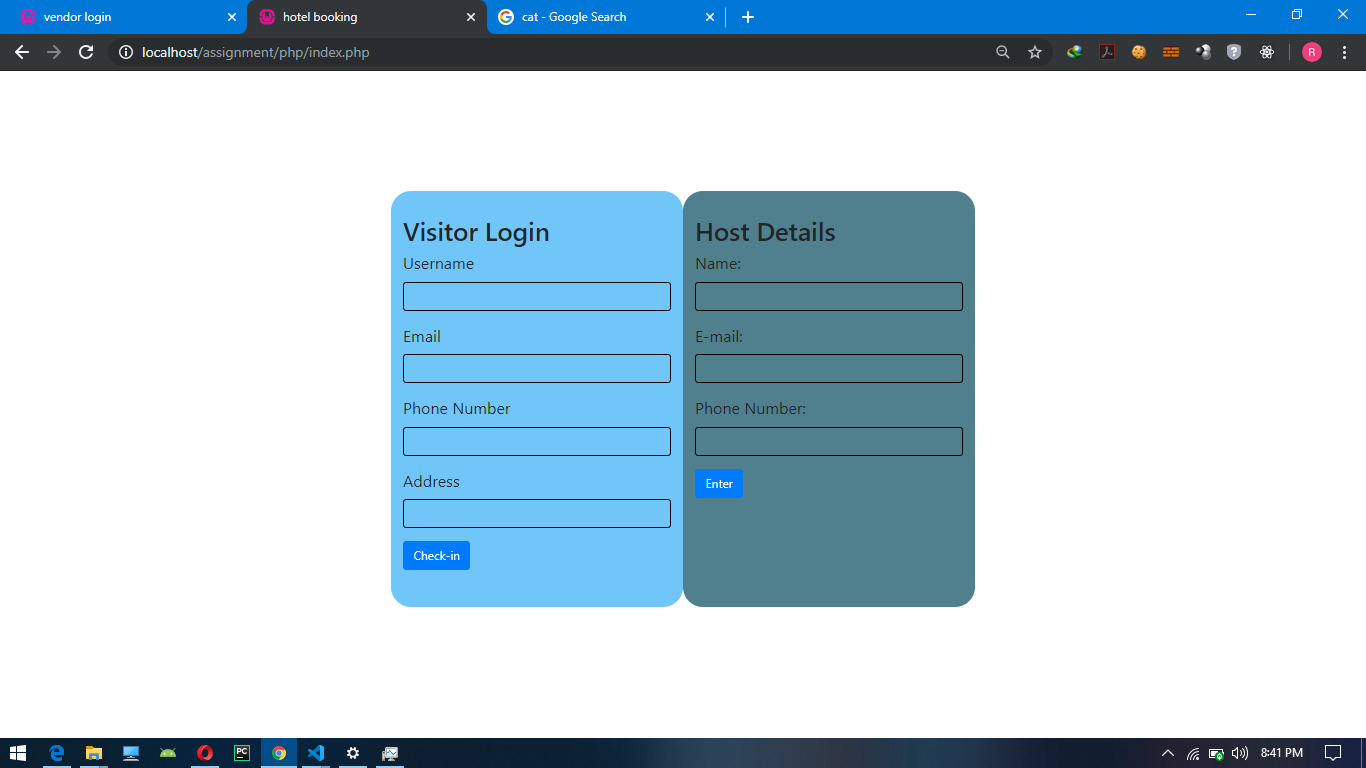 vendor login
hotel booking
cat - Google Search
localhost/assignment/php/index.php
R
Visitor Login
Username
Email
Phone Number
Address
Check-in
Host Details
Name:
E-mail:
Phone Number:
Enter
PC
8:41 PM